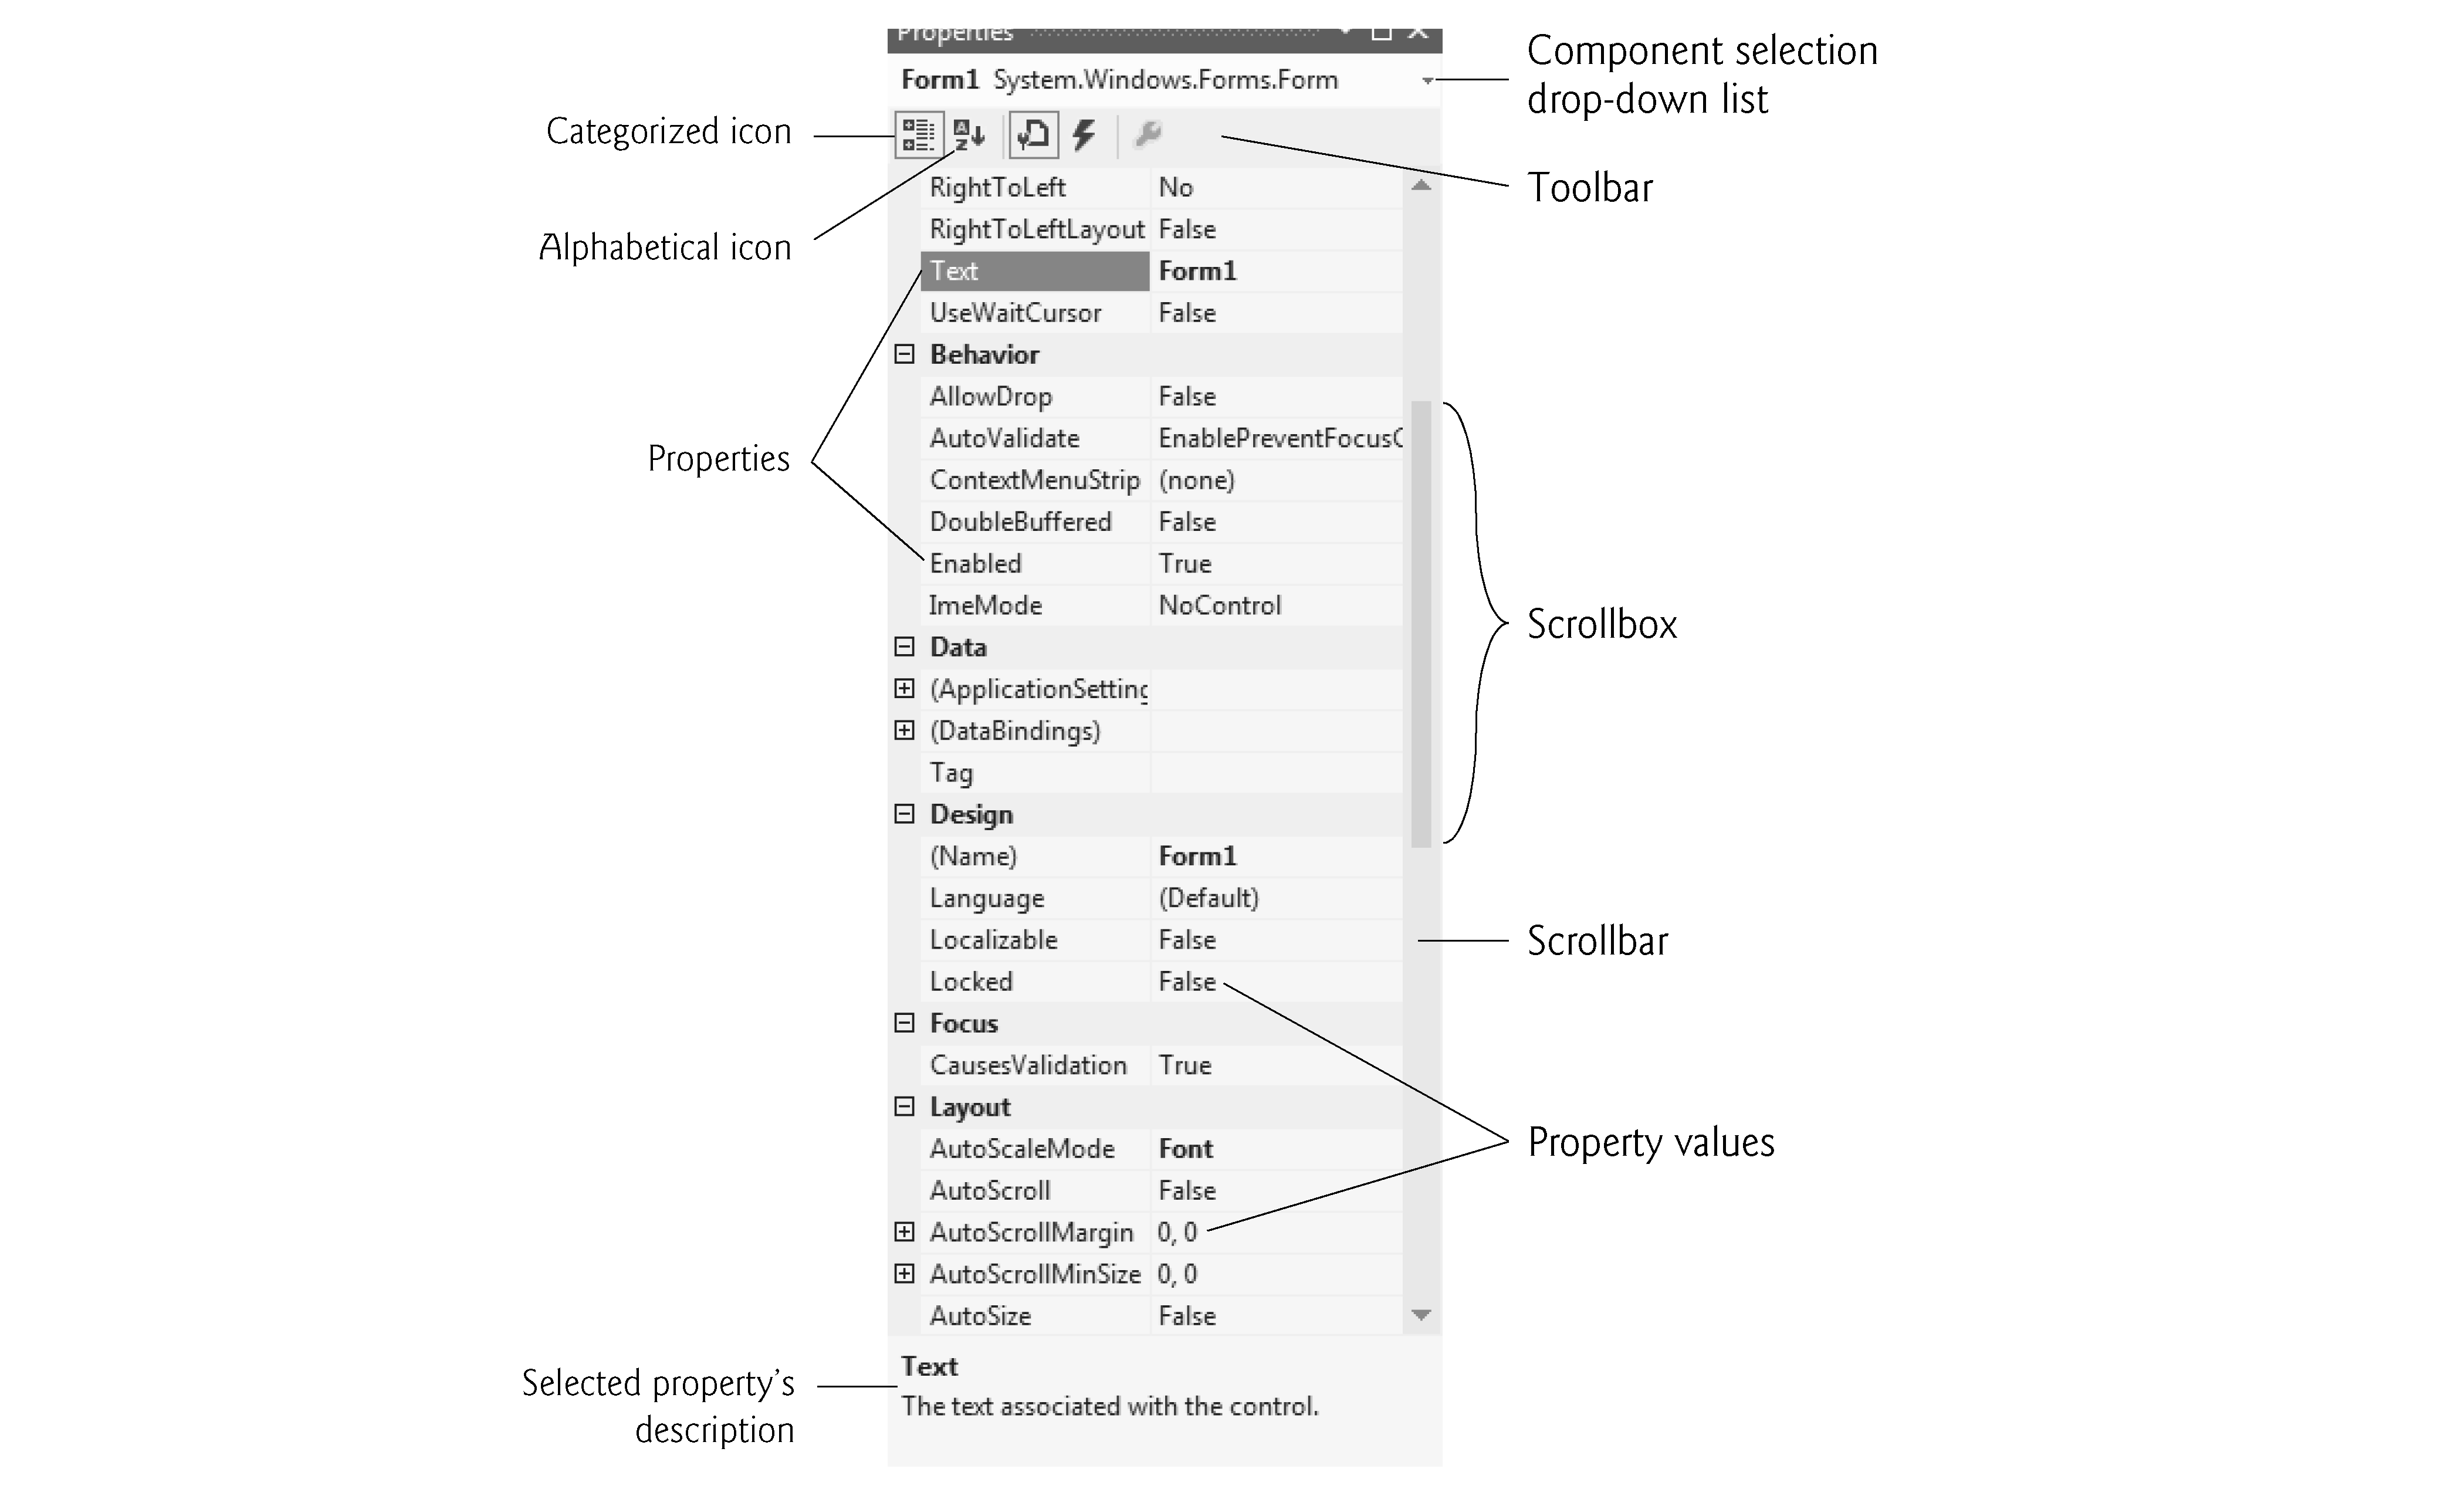 Properties
Form1 System.Windows.Forms.Form
Component selection
drop-down list
Categorized icon
A
Z
Toolbar
Alphabetical icon
RightToLeft No
RightToLeftLayout False
Text Form1
UseWaitCursor False
Behavior
AllowDrop False
AutoValidate EnablePreventFocusC
Properties
ContextMenuStrip (none)
DoubleBuffered False
Enabled True
ImeMode NoControl
Scrollbox
Data
(ApplicationSetting
(DataBindings)
Tag
Design
(Name) Form1
Language (Default)
Localizable False
Scrollbar
Locked False
Focus
CausesValidation True
Layout
AutoScaleMode Font
Property values
AutoScroll False
AutoScrollMargin 0, 0
AutoScrollMinSize 0, 0
AutoSize False
Selected property’s
description
Text
The text associated with the control.